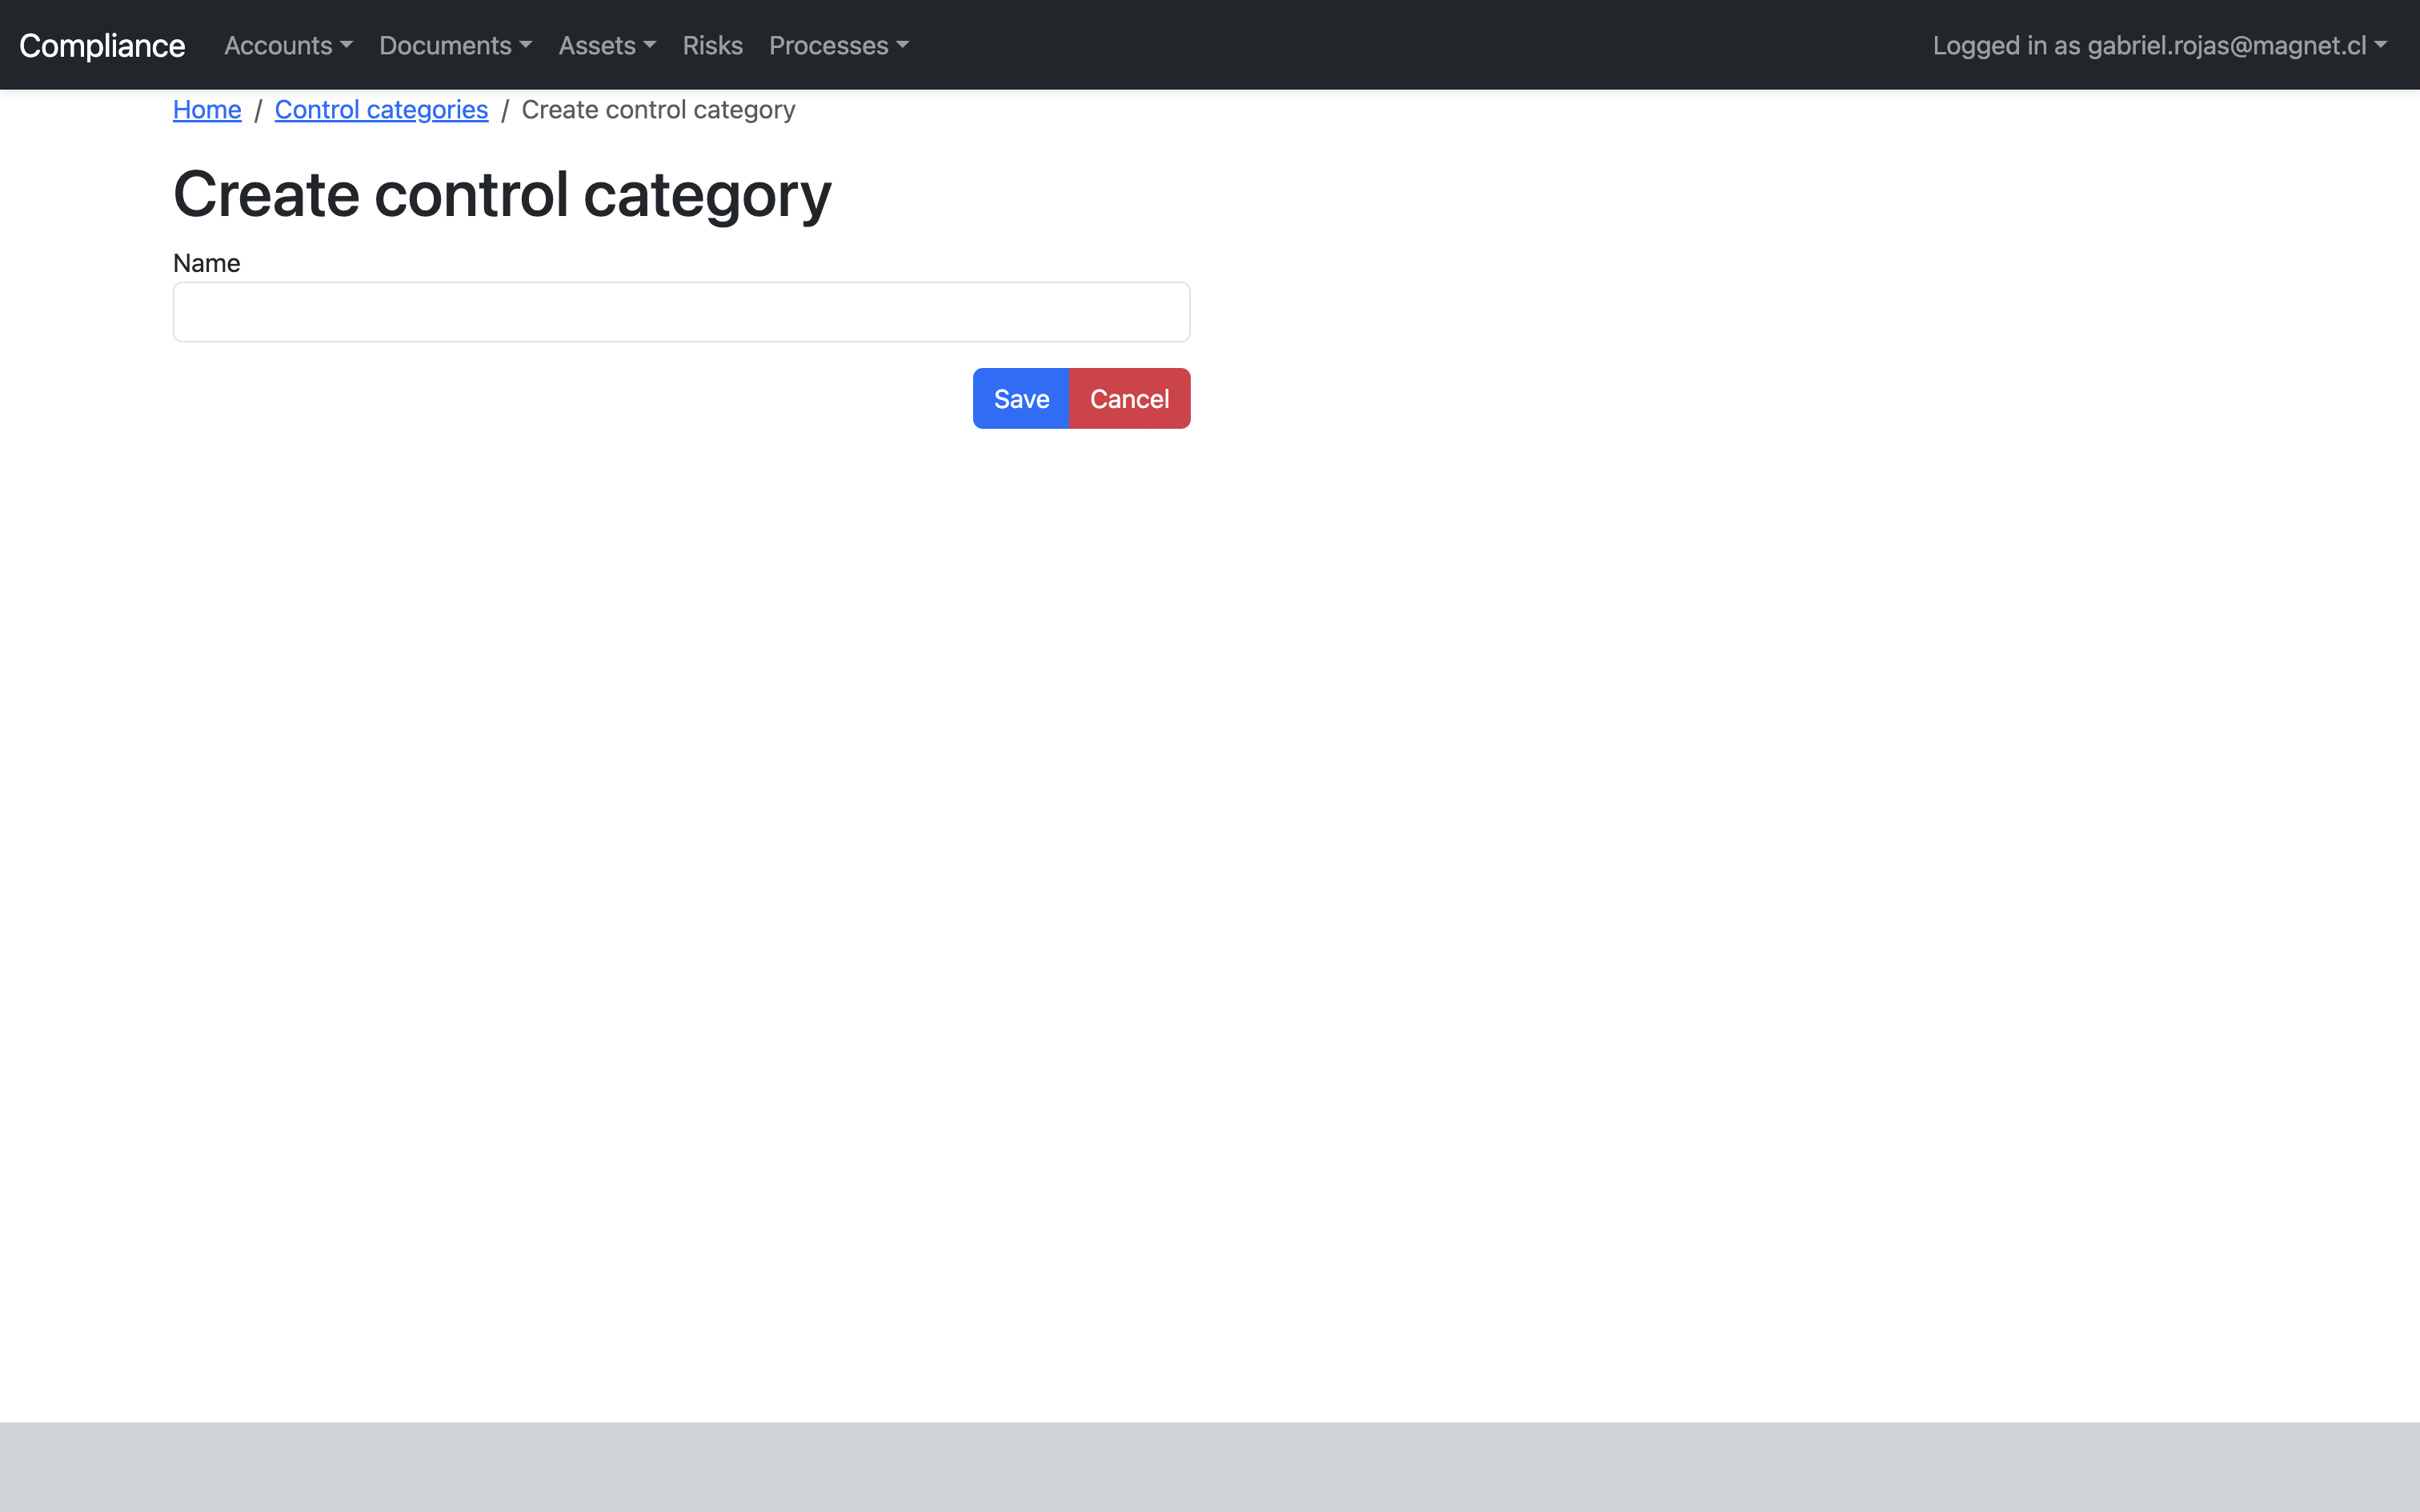 Compliance Accounts Documents Assets Risks Processes Logged in as gabriel.rojas@magnet.cl
Home / Control categories / Create control category
Create control category
Name
Save Cancel